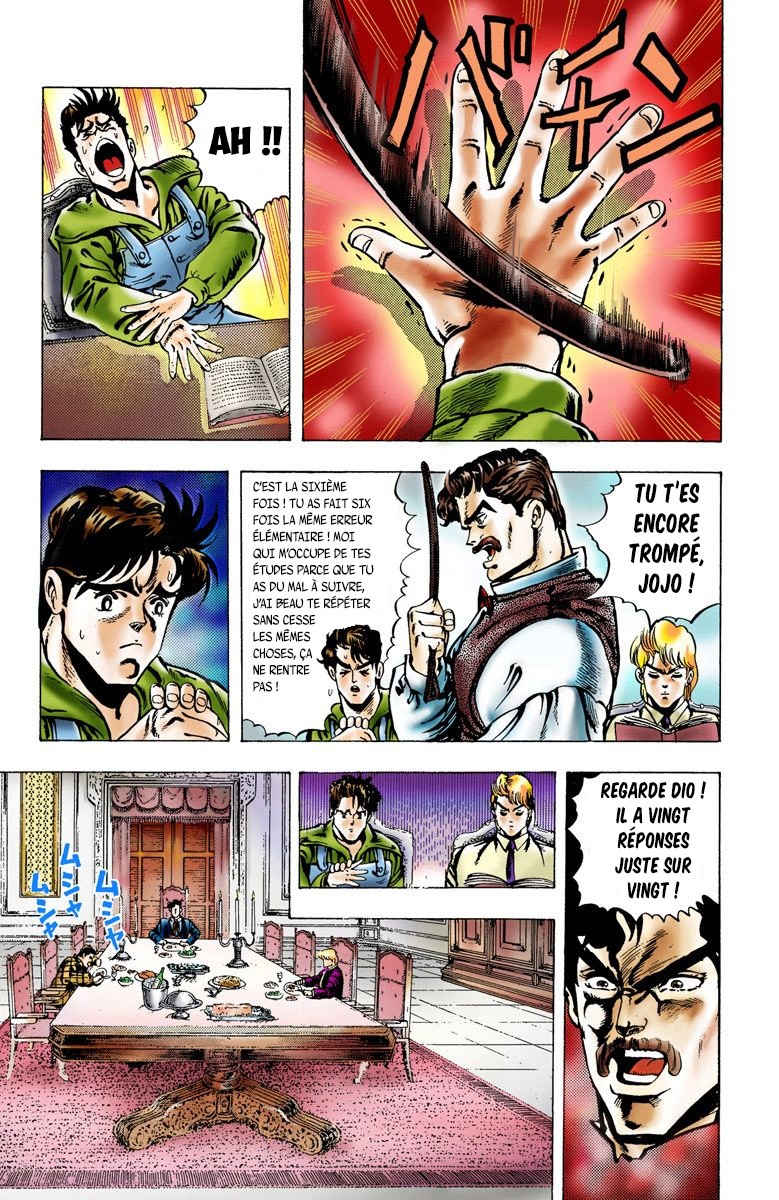 バチィン
AH !!
TU T'ES
ENCORE
TROMPÉ,
JOJO !
C'EST LA SIXIÈME
FOIS ! TU AS FAIT SIX
FOIS LA MÊME ERREUR
ÉLÉMENTAIRE ! MOI
QUI M'OCCUPE DE TES
ÉTUDES PARCE QUE TU
AS DU MAL À SUIVRE,
J'AI BEAU TE RÉPÉTER
SANS CESSE
LES MÊMES
CHOSES, ÇA
NE RENTRE
PAS !
REGARDE DIO !
IL A VINGT
RÉPONSES
JUSTE SUR
VINGT !
ムシャ
ムシャ
ムシャ